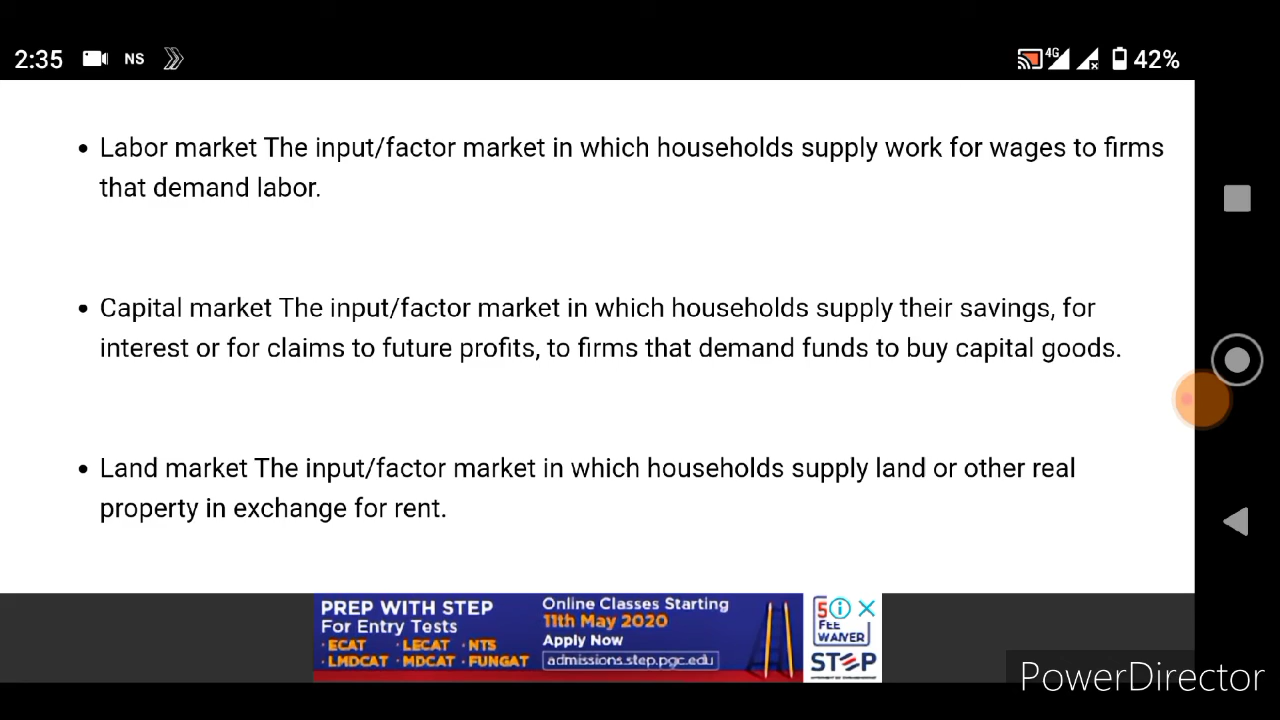 2:35 NS 4G 42%
• Labor market The input/factor market in which households supply work for wages to firms
that demand labor.
• Capital market The input/factor market in which households supply their savings, for
interest or for claims to future profits, to firms that demand funds to buy capital goods.
• Land market The input/factor market in which households supply land or other real
property in exchange for rent.
PREP WITH STEP
For Entry Tests
· ECAT · LECAT · NTS
· LMDCAT · MDCAT · FUNGAT
Online Classes Starting
11th May 2020
Apply Now
admissions.step.pgc.edu
5
FEE
WAIVER
STEP
PowerDirector